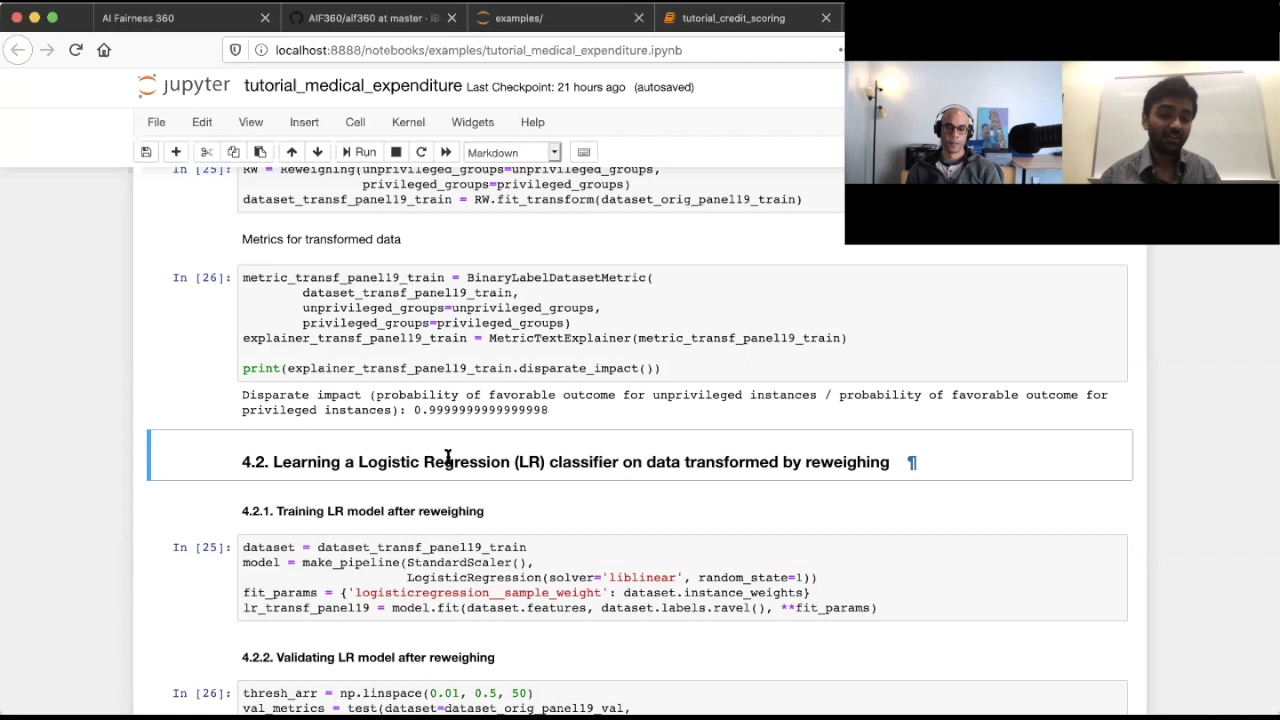 AI Fairness 360
AIF360/aif360 at master · IB
examples/
tutorial_credit_scoring
localhost:8888/notebooks/examples/tutorial_medical_expenditure.ipynb
jupyter tutorial_medical_expenditure Last Checkpoint: 21 hours ago (autosaved)
File Edit View Insert Cell Kernel Widgets Help
Run Markdown
In [25]: RW = Reweighing(unprivileged_groups=unprivileged_groups,
privileged_groups=privileged_groups)
dataset_transf_panel19_train = RW.fit_transform(dataset_orig_panel19_train)
Metrics for transformed data
In [26]: metric_transf_panel19_train = BinaryLabelDatasetMetric(
dataset_transf_panel19_train,
unprivileged_groups=unprivileged_groups,
privileged_groups=privileged_groups)
explainer_transf_panel19_train = MetricTextExplainer(metric_transf_panel19_train)
print(explainer_transf_panel19_train.disparate_impact())
Disparate impact (probability of favorable outcome for unprivileged instances / probability of favorable outcome for
privileged instances): 0.9999999999999998
4.2. Learning a Logistic Regression (LR) classifier on data transformed by reweighing ¶
4.2.1. Training LR model after reweighing
In [25]: dataset = dataset_transf_panel19_train
model = make_pipeline(StandardScaler(),
LogisticRegression(solver='liblinear', random_state=1))
fit_params = {'logisticregression__sample_weight': dataset.instance_weights}
lr_transf_panel19 = model.fit(dataset.features, dataset.labels.ravel(), **fit_params)
4.2.2. Validating LR model after reweighing
In [26]: thresh_arr = np.linspace(0.01, 0.5, 50)
val_metrics = test(dataset=dataset_orig_panel19_val,